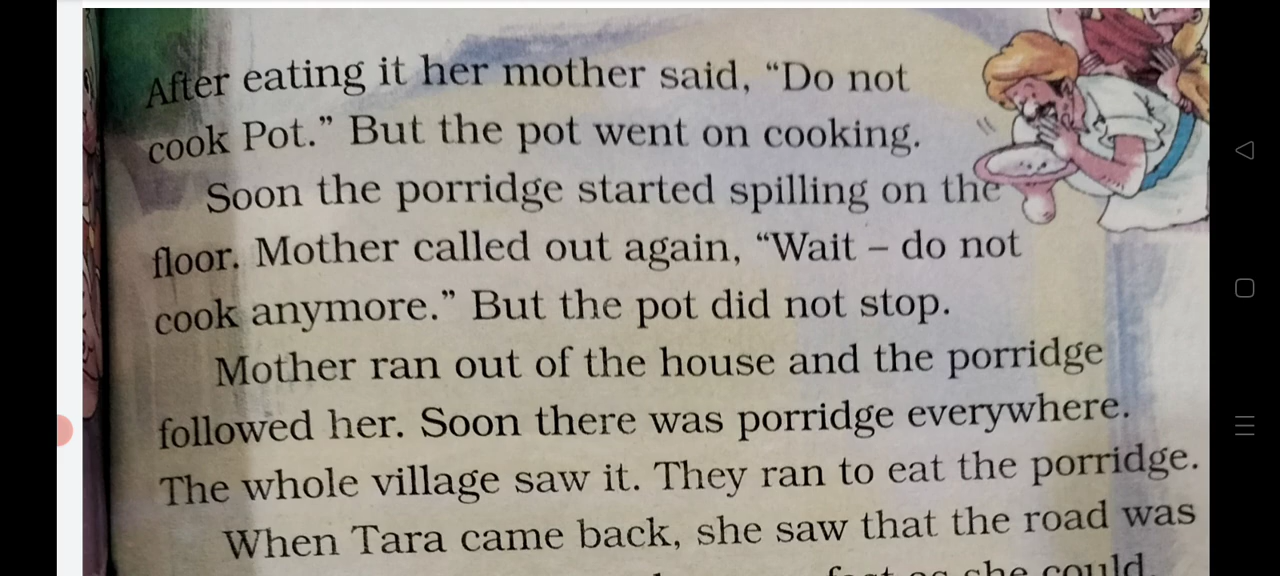 After eating it her mother said, “Do not
cook Pot.” But the pot went on cooking.
Soon the porridge started spilling on the
floor. Mother called out again, “Wait – do not
cook anymore.” But the pot did not stop.
Mother ran out of the house and the porridge
followed her. Soon there was porridge everywhere.
The whole village saw it. They ran to eat the porridge.
When Tara came back, she saw that the road was
fast as she could.